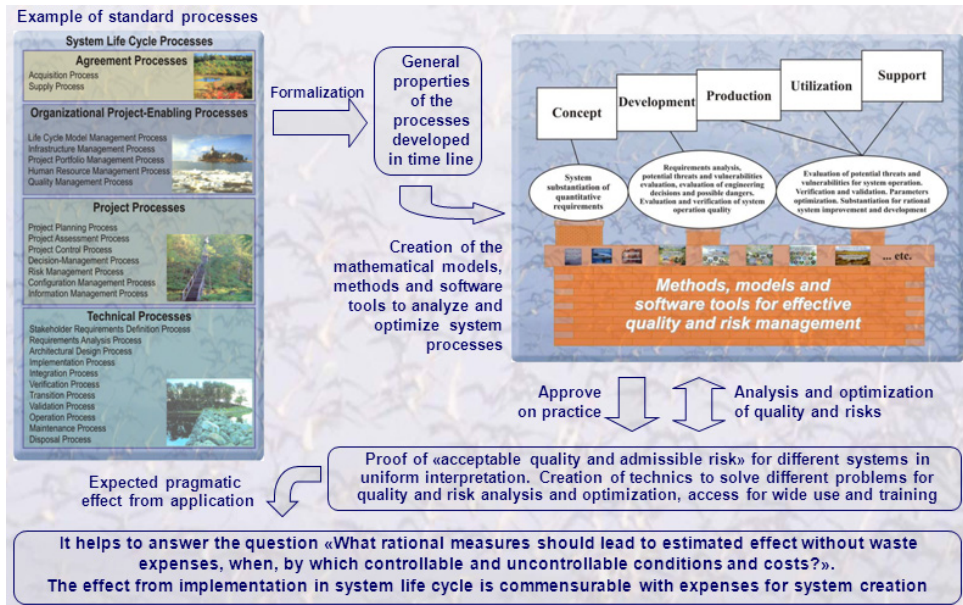 Example of standard processes
System Life Cycle Processes
Agreement Processes
Acquisition Process
Supply Process
Organizational Project-Enabling Processes
Life Cycle Model Management Process
Infrastructure Management Process
Project Portfolio Management Process
Human Resource Management Process
Quality Management Process
Project Processes
Project Planning Process
Project Assessment Process
Project Control Process
Decision-Management Process
Risk Management Process
Configuration Management Process
Information Management Process
Technical Processes
Stakeholder Requirements Definition Process
Requirements Analysis Process
Architectural Design Process
Implementation Process
Integration Process
Verification Process
Transition Process
Validation Process
Operation Process
Maintenance Process
Disposal Process
Formalization
General
properties
of the
processes
developed
in time line
Creation of the
mathematical models,
methods and software
tools to analyze and
optimize system
processes
Concept
Development
Production
Utilization
Support
System
substantiation of
quantitative
requirements
Requirements analysis,
potential threats and vulnerabilities
evaluation, evaluation of engineering
decisions and possible dangers.
Evaluation and verification of system
operation quality
Evaluation of potential threats and
vulnerabilities for system operation.
Verification and validation. Parameters
optimization. Substantiation for rational
system improvement and development
... etc.
Methods, models and
software tools for effective
quality and risk management
Approve
on practice
Analysis and optimization
of quality and risks
Proof of «acceptable quality and admissible risk» for different systems in
uniform interpretation. Creation of technics to solve different problems for
quality and risk analysis and optimization, access for wide use and training
Expected pragmatic
effect from application
It helps to answer the question «What rational measures should lead to estimated effect without waste
expenses, when, by which controllable and uncontrollable conditions and costs?».
The effect from implementation in system life cycle is commensurable with expenses for system creation